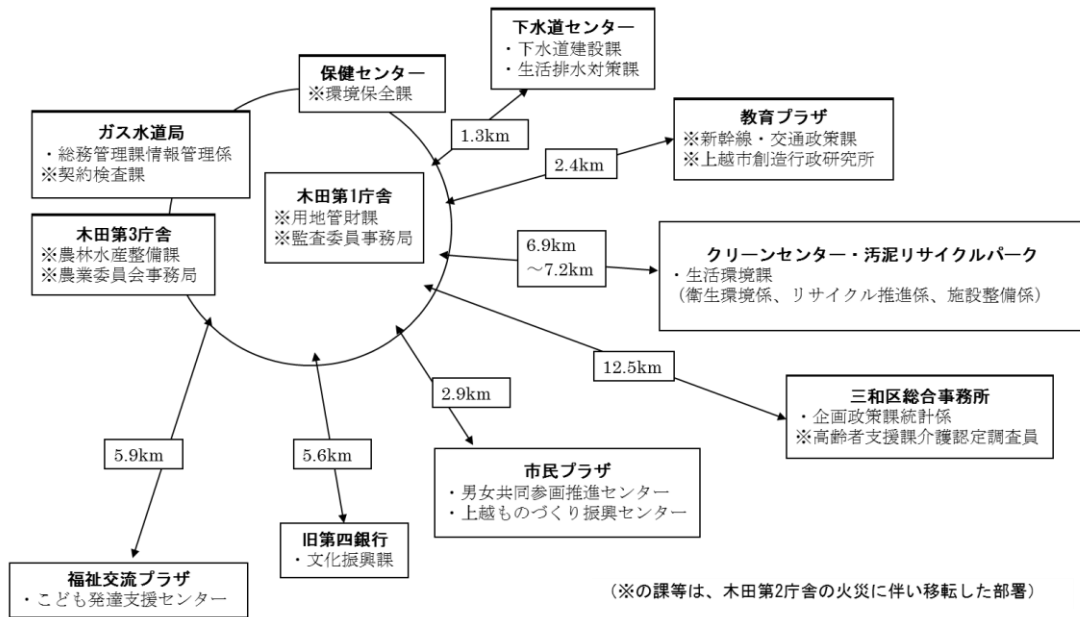 下水道センター
・下水道建設課
・生活排水対策課
保健センター
※環境保全課
1.3km
教育プラザ
※新幹線・交通政策課
※上越市創造行政研究所
2.4km
ガス水道局
・総務管理課情報管理係
※契約検査課
木田第1庁舎
※用地管財課
※監査委員事務局
木田第3庁舎
※農林水産整備課
※農業委員会事務局
6.9km
～7.2km
クリーンセンター・汚泥リサイクルパーク
・生活環境課
（衛生環境係、リサイクル推進係、施設整備係）
12.5km
三和区総合事務所
・企画政策課統計係
※高齢者支援課介護認定調査員
2.9km
市民プラザ
・男女共同参画推進センター
・上越ものづくり振興センター
5.6km
旧第四銀行
・文化振興課
5.9km
福祉交流プラザ
・こども発達支援センター
（※の課等は、木田第2庁舎の火災に伴い移転した部署）